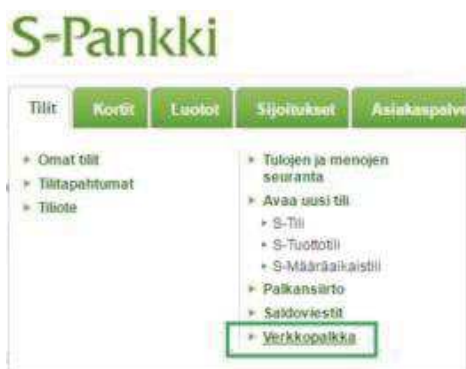 S-Pankki
Tilit
Kortit
Luotot
Sijoitukset
Asiakaspalve
Omat tilit
Tilitapahtumat
Tiliote
Tulojen ja menojen
seuranta
Avaa uusi tili
S-Tili
S-Tuottotili
S-Määräaikaistili
Palkansiirto
Saldoviestit
Verkkopalkka